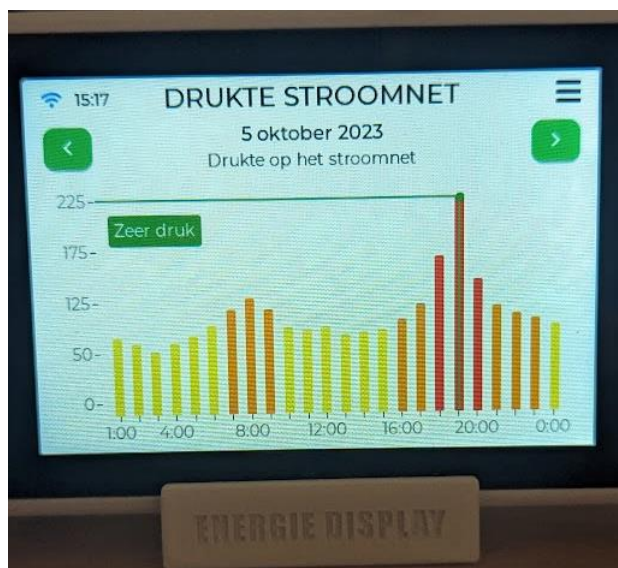 15:17 DRUKTE STROOMNET
5 oktober 2023
Drukte op het stroomnet
225-
Zeer druk
175-
125-
50-
0-
1:00 4:00 8:00 12:00 16:00 20:00 0:00
ENERGIE DISPLAY